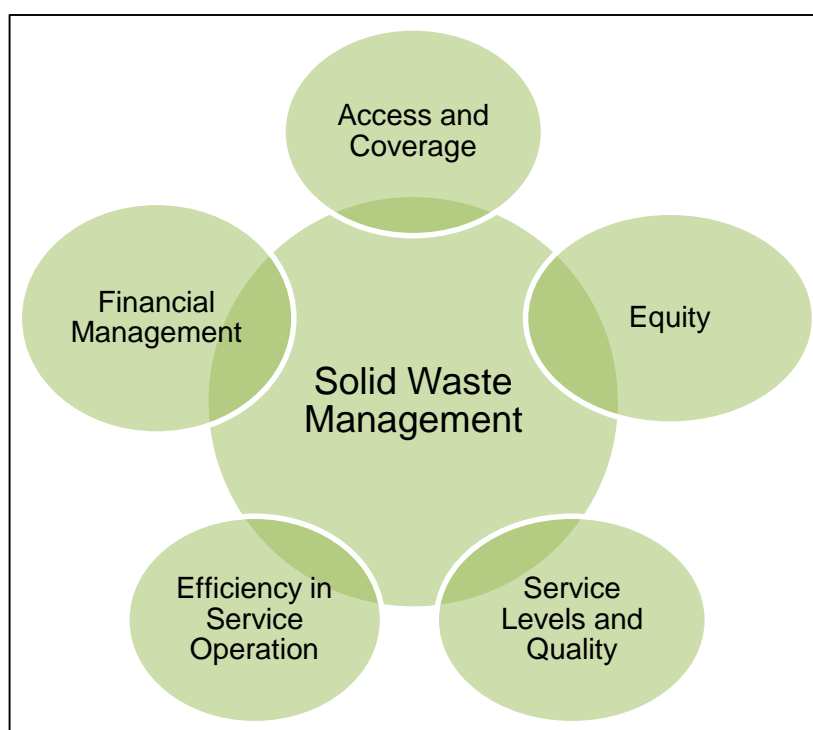 Access and
Coverage
Financial
Management
Equity
Solid Waste
Management
Efficiency in
Service
Operation
Service
Levels and
Quality